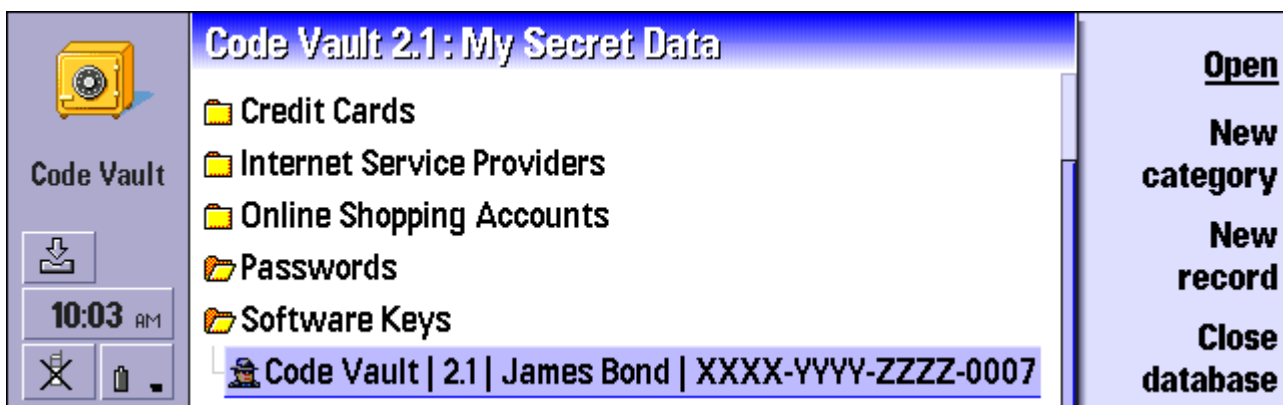 Code Vault
10:03 AM
Code Vault 2.1: My Secret Data
Credit Cards
Internet Service Providers
Online Shopping Accounts
Passwords
Software Keys
Code Vault | 2.1 | James Bond | XXXX-YYYY-ZZZZ-0007
Open
New
category
New
record
Close
database